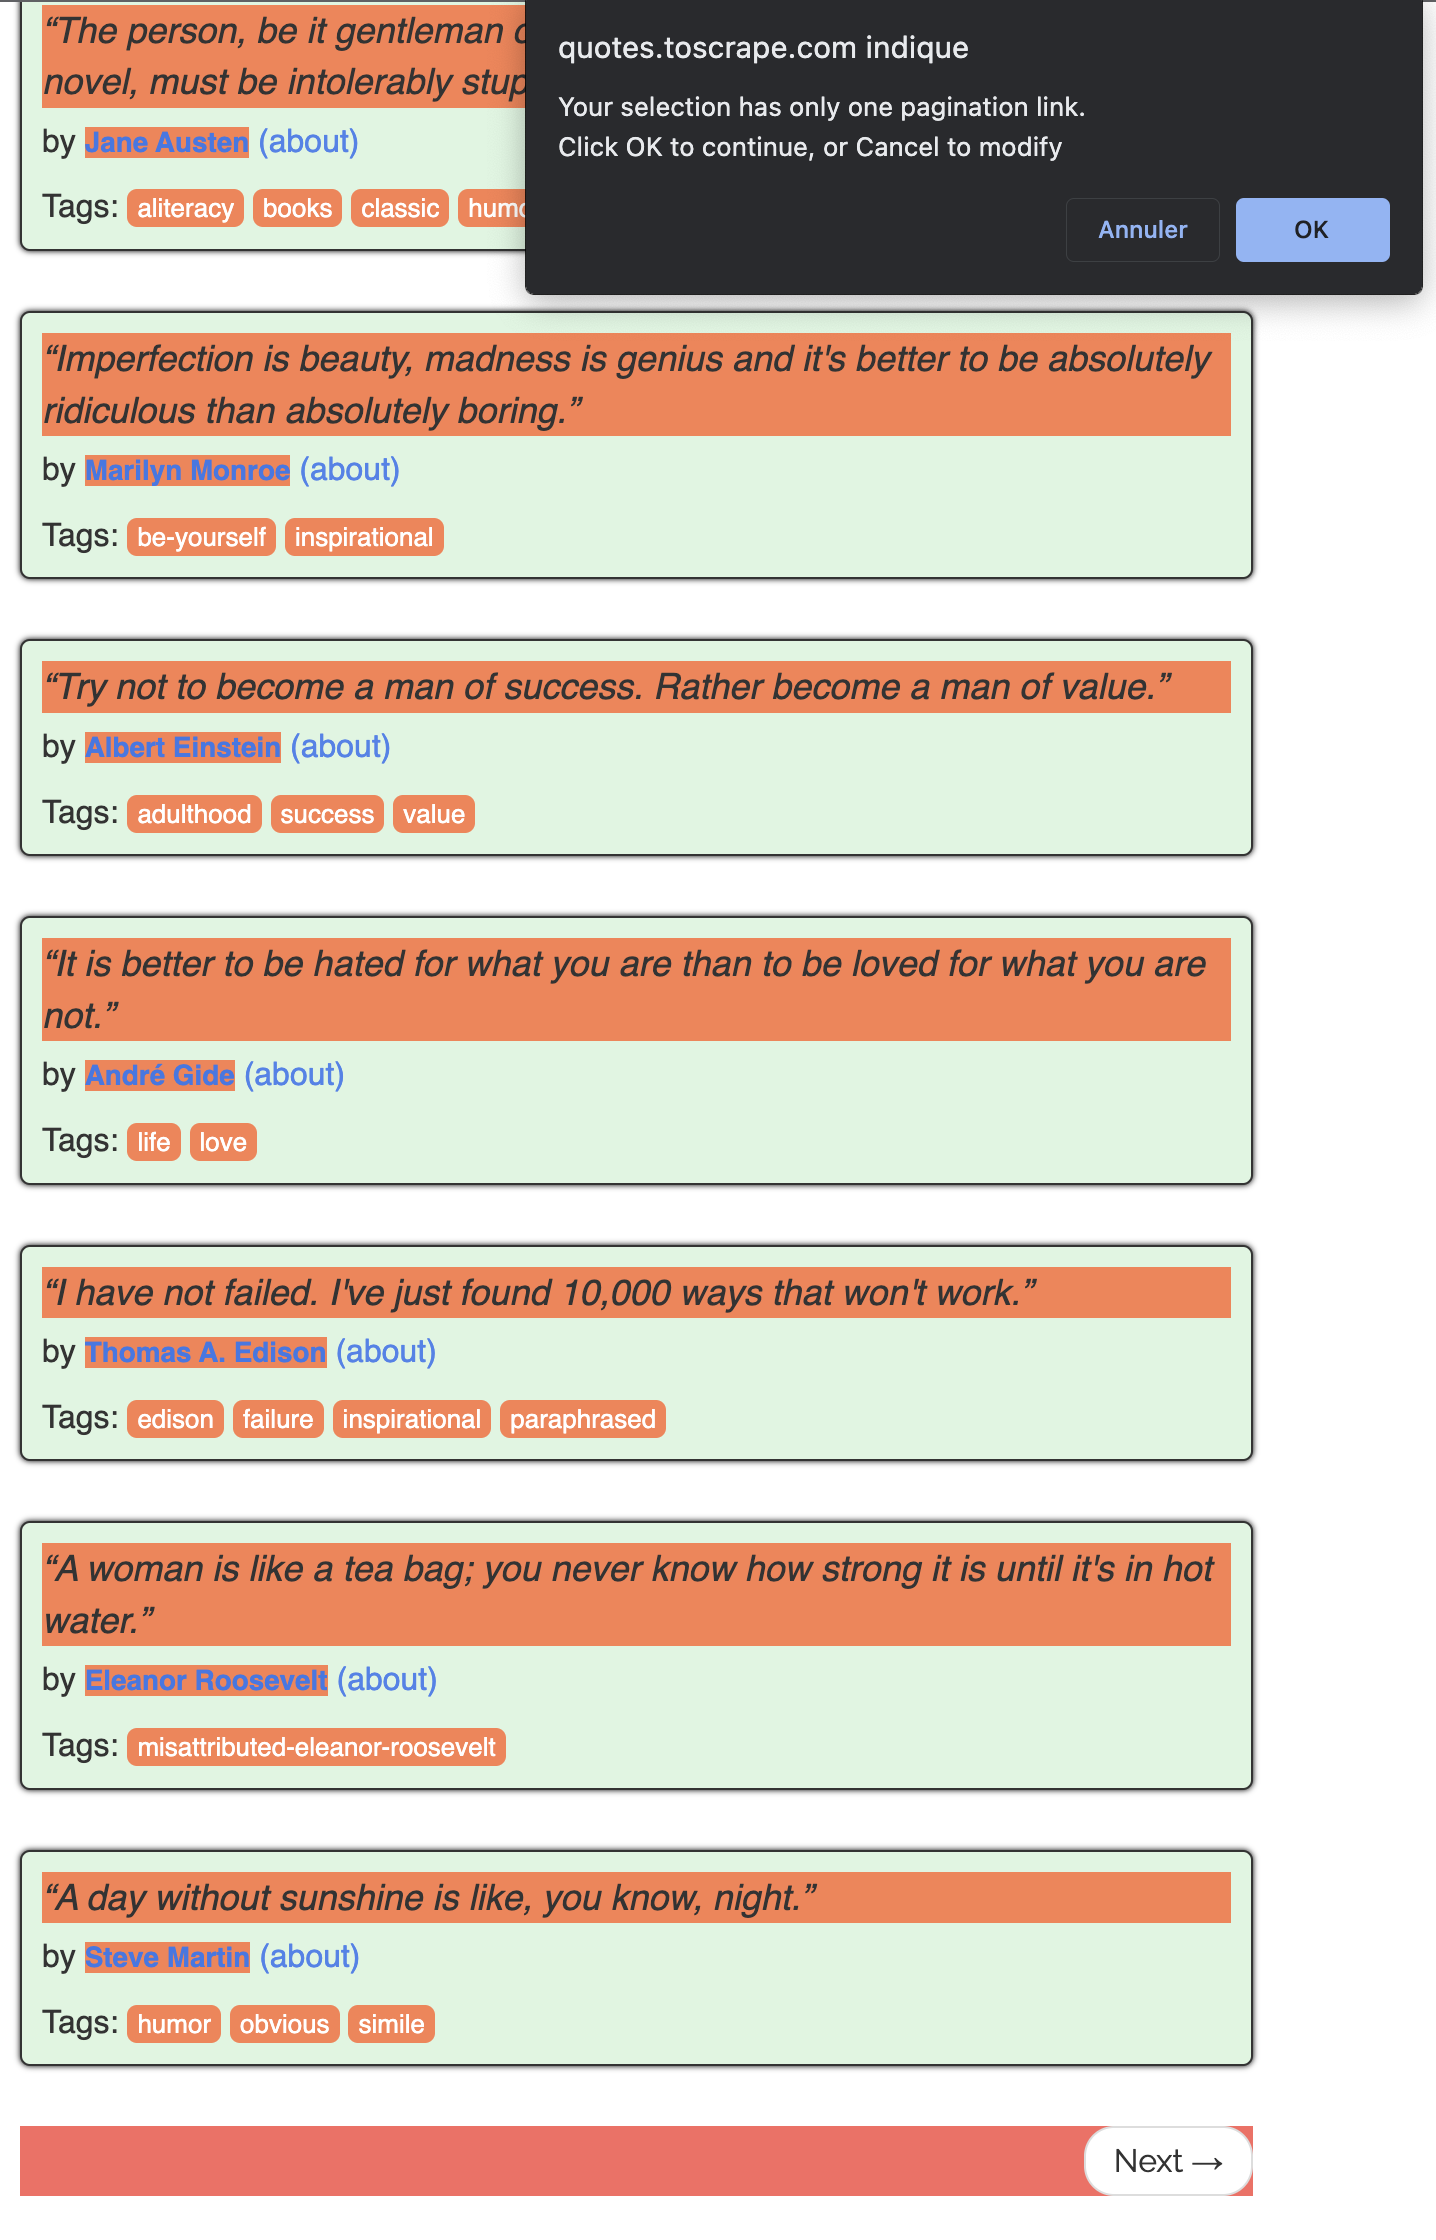 “The person, be it gentleman
novel, must be intolerably
by Jane Austen (about)
Tags: aliteracy books classic
quotes.toscrape.com indique
Your selection has only one pagination link.
Click OK to continue, or Cancel to modify
Annuler OK
“Imperfection is beauty, madness is genius and it's better to be absolutely
ridiculous than absolutely boring.”
by Marilyn Monroe (about)
Tags: be-yourself inspirational
“Try not to become a man of success. Rather become a man of value.”
by Albert Einstein (about)
Tags: adulthood success value
“It is better to be hated for what you are than to be loved for what you are
not.”
by André Gide (about)
Tags: life love
“I have not failed. I've just found 10,000 ways that won't work.”
by Thomas A. Edison (about)
Tags: edison failure inspirational paraphrased
“A woman is like a tea bag; you never know how strong it is until it's in hot
water.”
by Eleanor Roosevelt (about)
Tags: misattributed-eleanor-roosevelt
“A day without sunshine is like, you know, night.”
by Steve Martin (about)
Tags: humor obvious simile
Next →